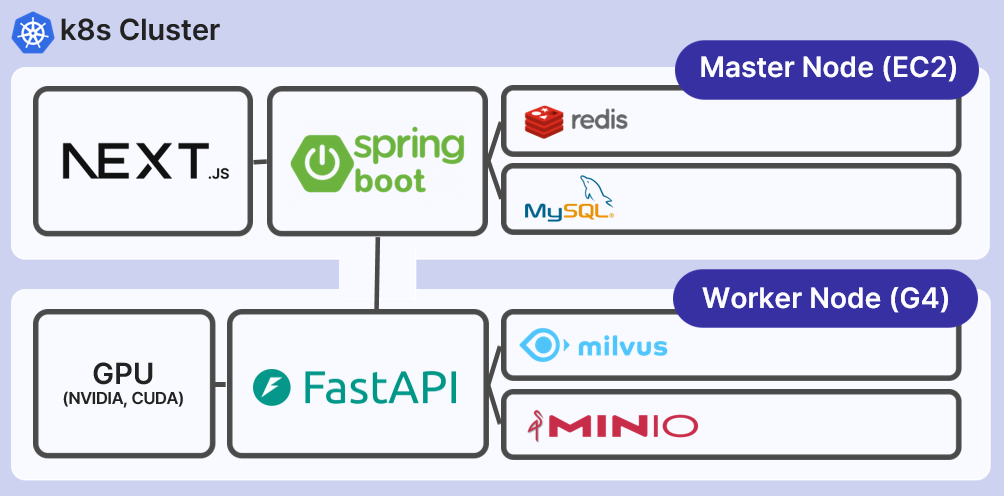 k8s Cluster
Master Node (EC2)
NEXT.JS
spring
boot
redis
MySQL®
Worker Node (G4)
GPU
(NVIDIA, CUDA)
FastAPI
milvus
MINIO